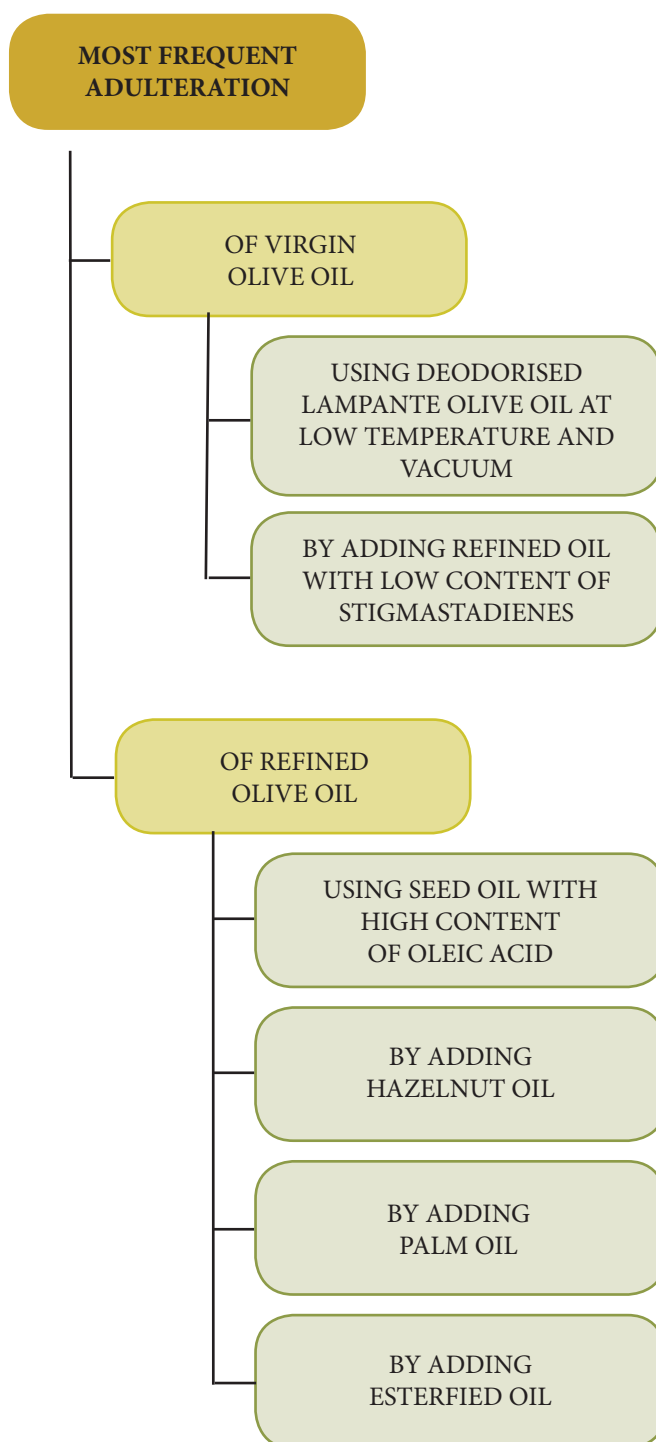 MOST FREQUENT
ADULTERATION
OF VIRGIN
OLIVE OIL
USING DEODORISED
LAMPANTE OLIVE OIL AT
LOW TEMPERATURE AND
VACUUM
BY ADDING REFINED OIL
WITH LOW CONTENT OF
STIGMASTADIENES
OF REFINED
OLIVE OIL
USING SEED OIL WITH
HIGH CONTENT
OF OLEIC ACID
BY ADDING
HAZELNUT OIL
BY ADDING
PALM OIL
BY ADDING
ESTERFIED OIL